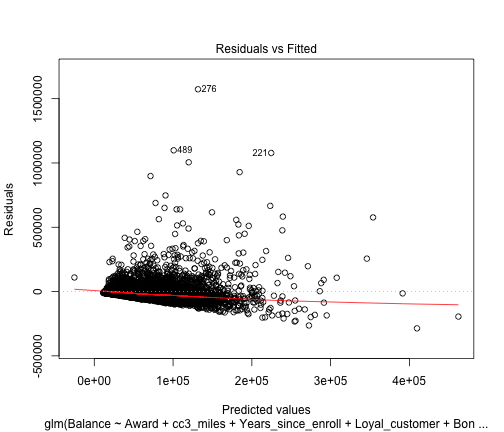 Residuals vs Fitted
Residuals
1500000
1000000
500000
0
-500000
276
489
221
0e+00 1e+05 2e+05 3e+05 4e+05
Predicted values
glm(Balance ~ Award + cc3_miles + Years_since_enroll + Loyal_customer + Bon ...